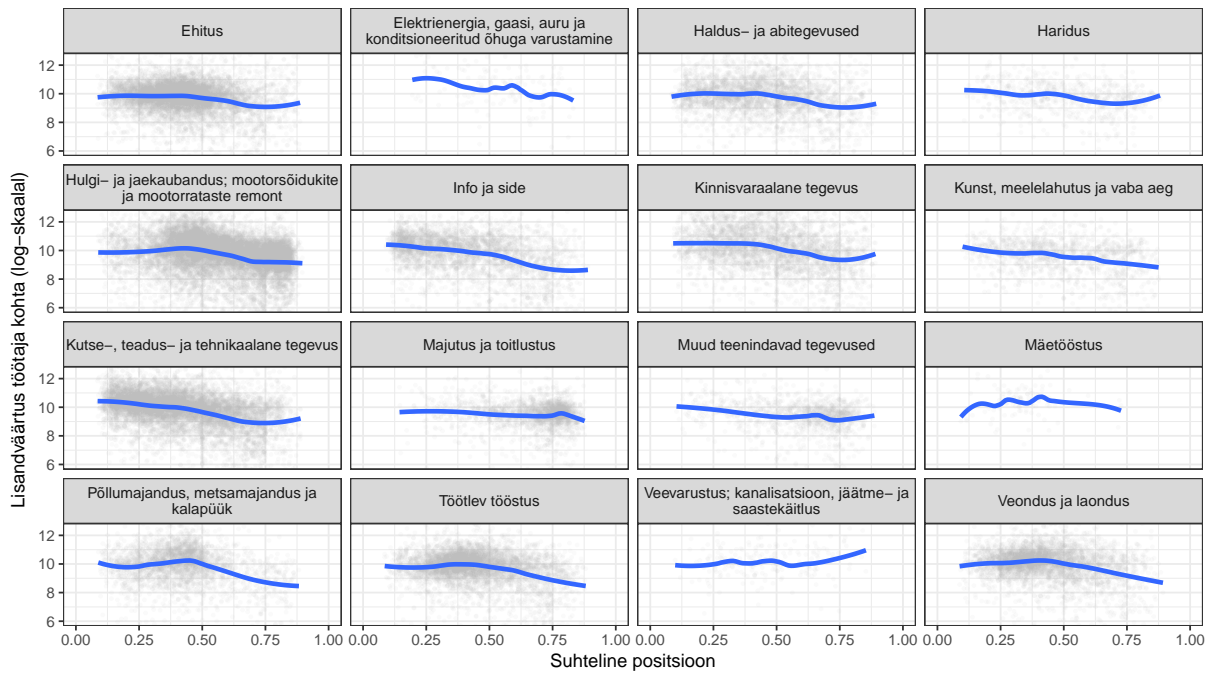 Ehitus
Elektrienergia, gaasi, auru ja
konditsioneeritud õhuga varustamine
Haldus− ja abitegevused
Haridus
12
10
8
6
Hulgi− ja jaekaubandus; mootorsõidukite
ja mootorrataste remont
Info ja side
Kinnisvaraalane tegevus
Kunst, meelelahutus ja vaba aeg
12
10
8
6
Kutse−, teadus− ja tehnikaalane tegevus
Majutus ja toitlustus
Muud teenindavad tegevused
Mäetööstus
12
10
8
6
Põllumajandus, metsamajandus ja
kalapüük
Töötlev tööstus
Veevarustus; kanalisatsioon, jäätme− ja
saastekäitlus
Veondus ja laondus
12
10
8
6
0.00 0.25 0.50 0.75 1.00 0.00 0.25 0.50 0.75 1.00 0.00 0.25 0.50 0.75 1.00 0.00 0.25 0.50 0.75 1.00
Suhteline positsioon
Lisandväärtus töötaja kohta (log−skaalal)